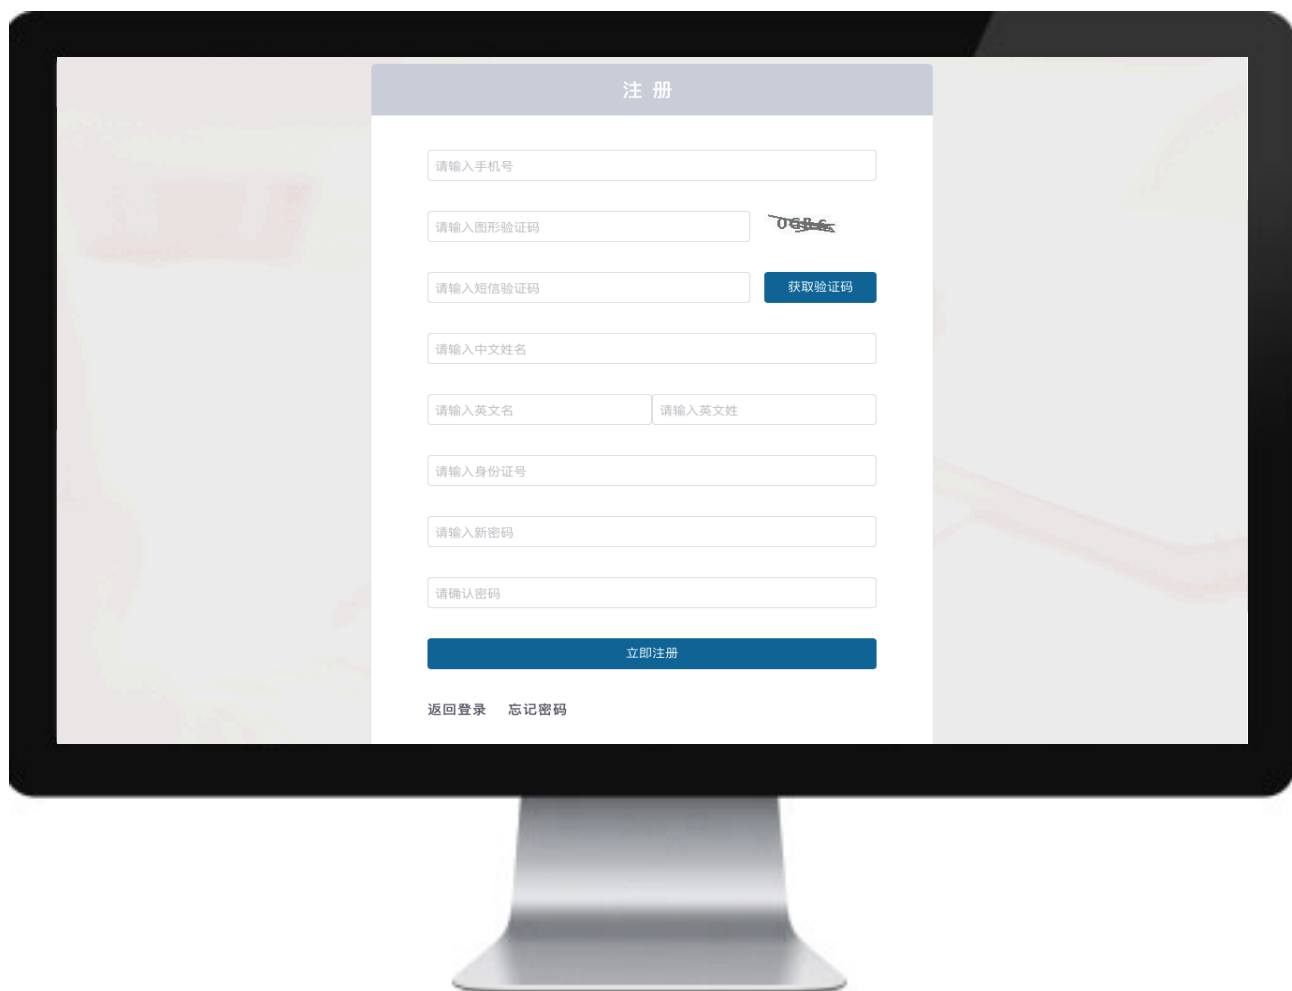 注 册
请输入手机号
请输入图形验证码
请输入短信验证码 获取验证码
请输入中文姓名
请输入英文名 请输入英文姓
请输入身份证号
请输入新密码
请确认密码
立即注册
返回登录 忘记密码